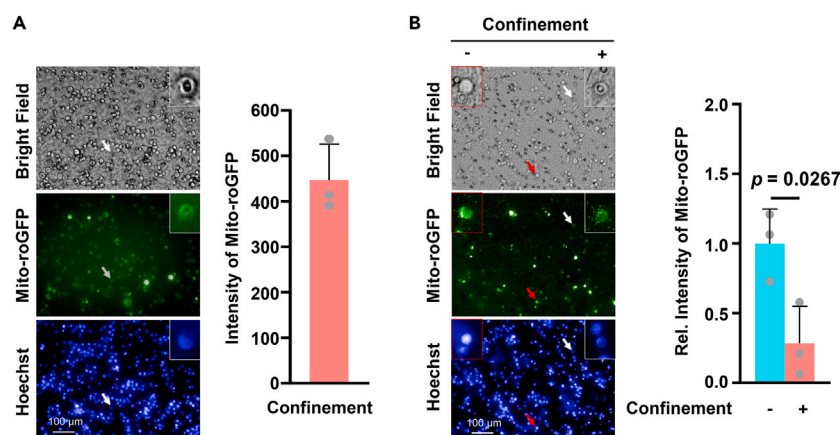 A
Bright Field
Mito-roGFP
Hoechst
100 µm
Intensity of Mito-roGFP
600
500
400
300
200
100
0
Confinement
B
Confinement
- +
Bright Field
Mito-roGFP
Hoechst
100 µm
Rel. Intensity of Mito-roGFP
2.0
1.5
1.0
0.5
0.0
p = 0.0267
Confinement - +